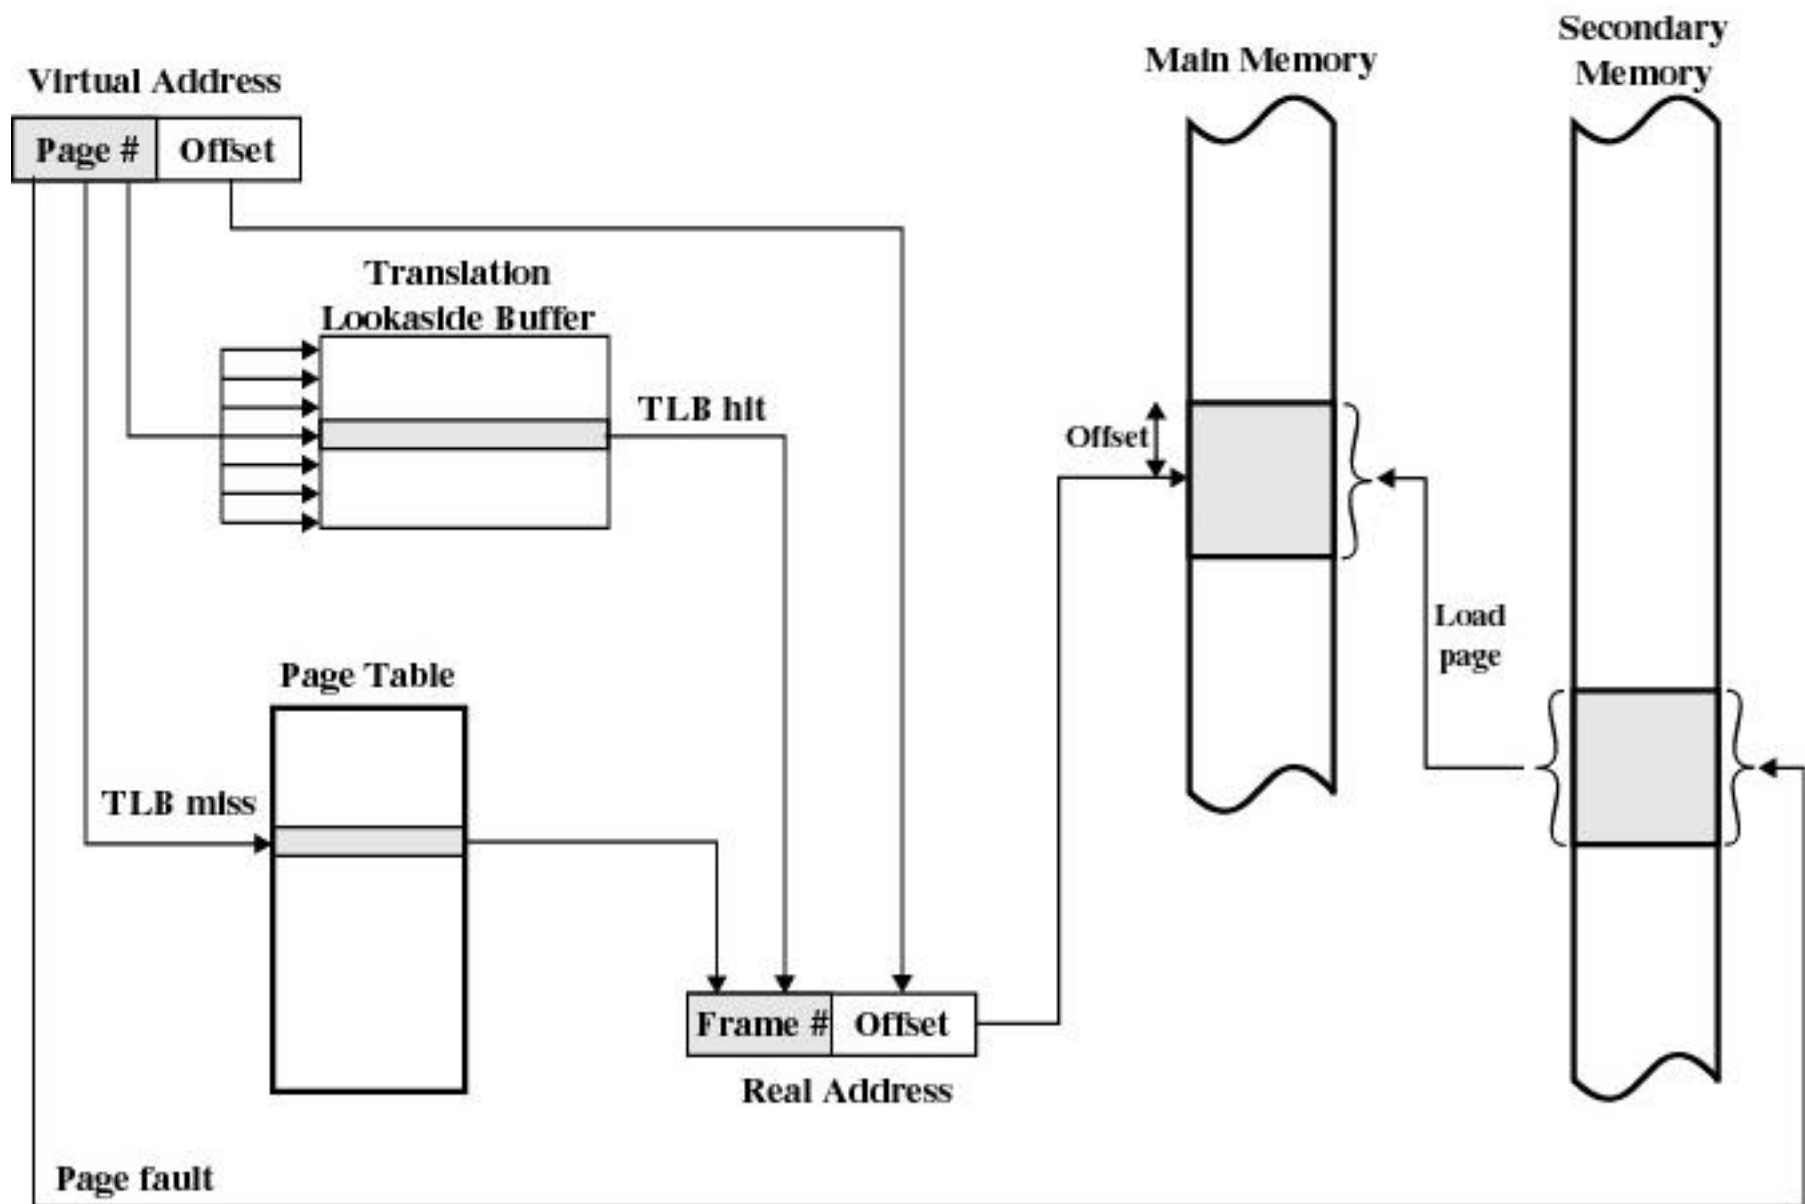 Secondary
Memory
Main Memory
Virtual Address
Page #
Offset
Translation
Lookaside Buffer
TLB hit
Offset
Load
page
Page Table
TLB miss
Frame #
Offset
Real Address
Page fault